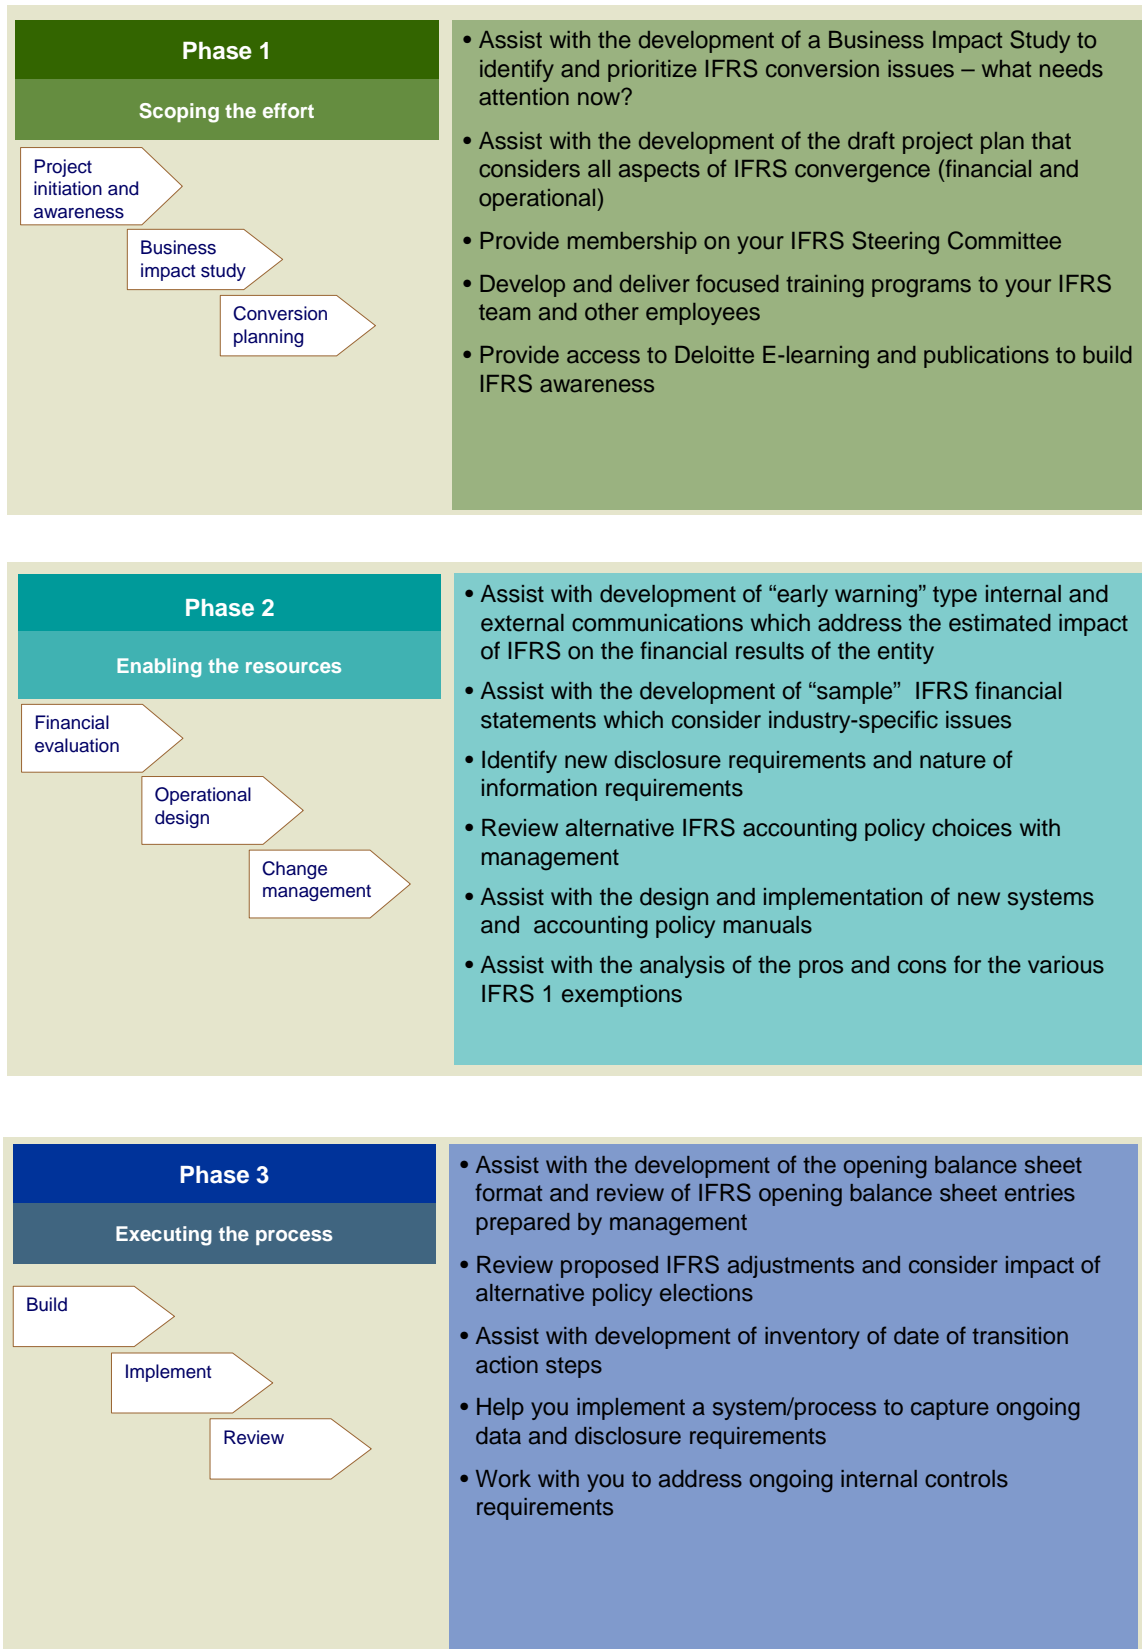 Phase 1
Scoping the effort
Project
initiation and
awareness
Business
impact study
Conversion
planning
• Assist with the development of a Business Impact Study to
identify and prioritize IFRS conversion issues – what needs
attention now?
• Assist with the development of the draft project plan that
considers all aspects of IFRS convergence (financial and
operational)
• Provide membership on your IFRS Steering Committee
• Develop and deliver focused training programs to your IFRS
team and other employees
• Provide access to Deloitte E-learning and publications to build
IFRS awareness
Phase 2
Enabling the resources
Financial
evaluation
Operational
design
Change
management
• Assist with development of “early warning” type internal and
external communications which address the estimated impact
of IFRS on the financial results of the entity
• Assist with the development of “sample”  IFRS financial
statements which consider industry-specific issues
• Identify new disclosure requirements and nature of
information requirements
• Review alternative IFRS accounting policy choices with
management
• Assist with the design and implementation of new systems
and  accounting policy manuals
• Assist with the analysis of the pros and cons for the various
IFRS 1 exemptions
Phase 3
Executing the process
Build
Implement
Review
• Assist with the development of the opening balance sheet
format and review of IFRS opening balance sheet entries
prepared by management
• Review proposed IFRS adjustments and consider impact of
alternative policy elections
• Assist with development of inventory of date of transition
action steps
• Help you implement a system/process to capture ongoing
data and disclosure requirements
• Work with you to address ongoing internal controls
requirements